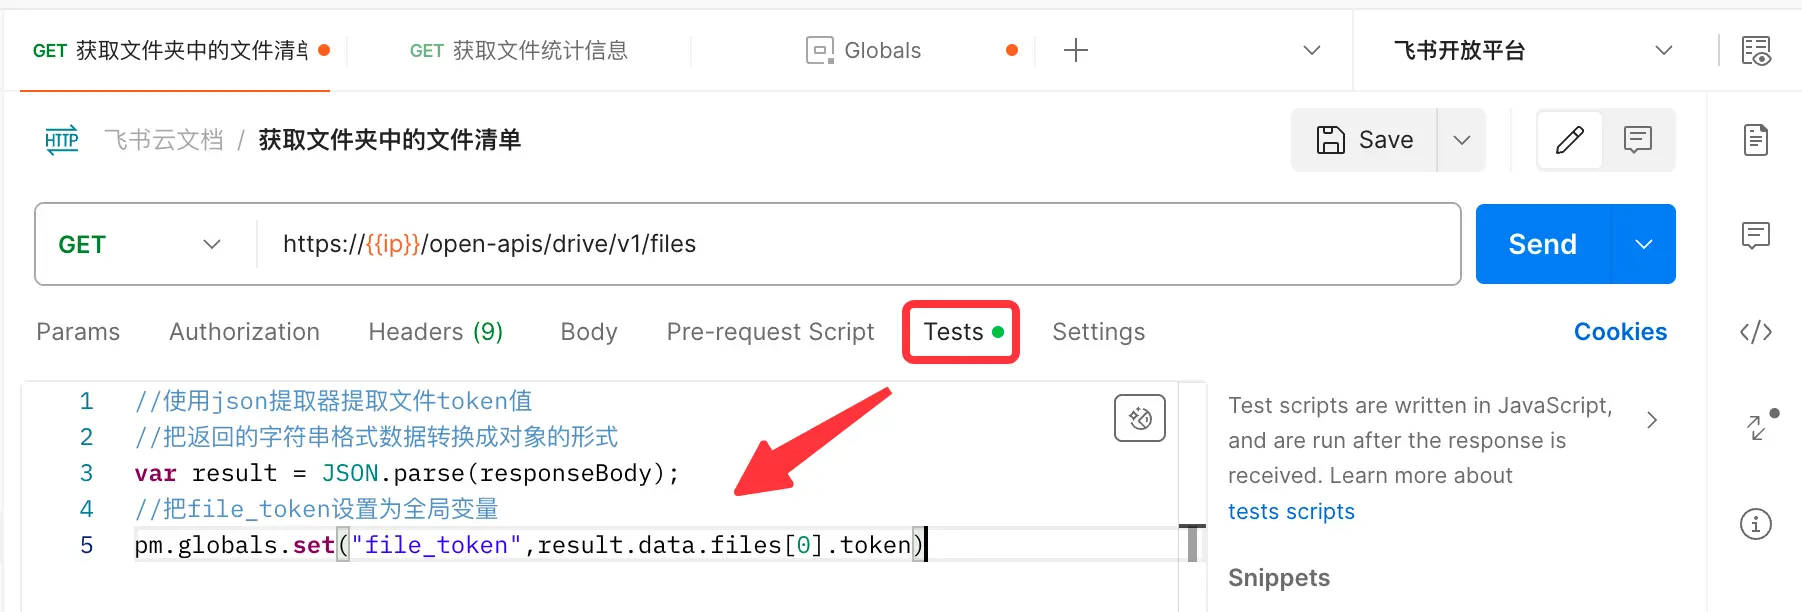 GET 获取文件夹中的文件清单 GET 获取文件统计信息 Globals 飞书开放平台
HTTP 飞书云文档 / 获取文件夹中的文件清单 Save
GET https://{{ip}}/open-apis/drive/v1/files Send
Params Authorization Headers (9) Body Pre-request Script Tests Settings Cookies
1 //使用json提取器提取文件token值
2 //把返回的字符串格式数据转换成对象的形式
3 var result = JSON.parse(responseBody);
4 //把file_token设置为全局变量
5 pm.globals.set("file_token",result.data.files[0].token)
Test scripts are written in JavaScript,
and are run after the response is
received. Learn more about
tests scripts
Snippets